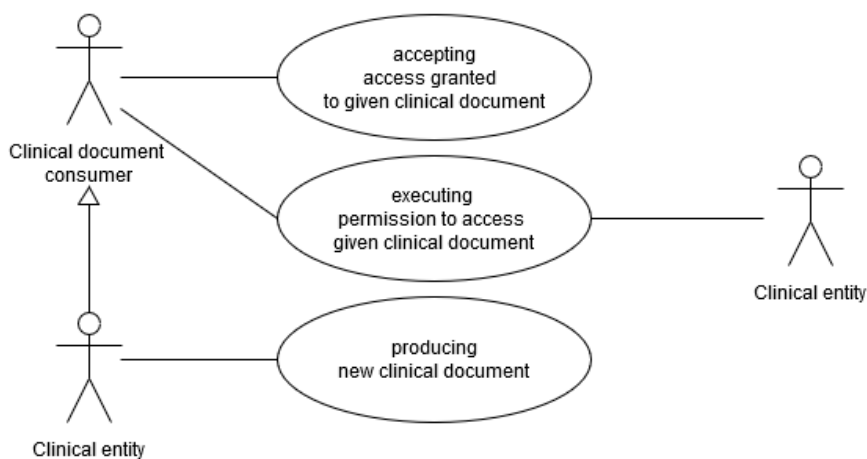 accepting
access granted
to given clinical document
Clinical document
consumer
executing
permission to access
given clinical document
Clinical entity
producing
new clinical document
Clinical entity